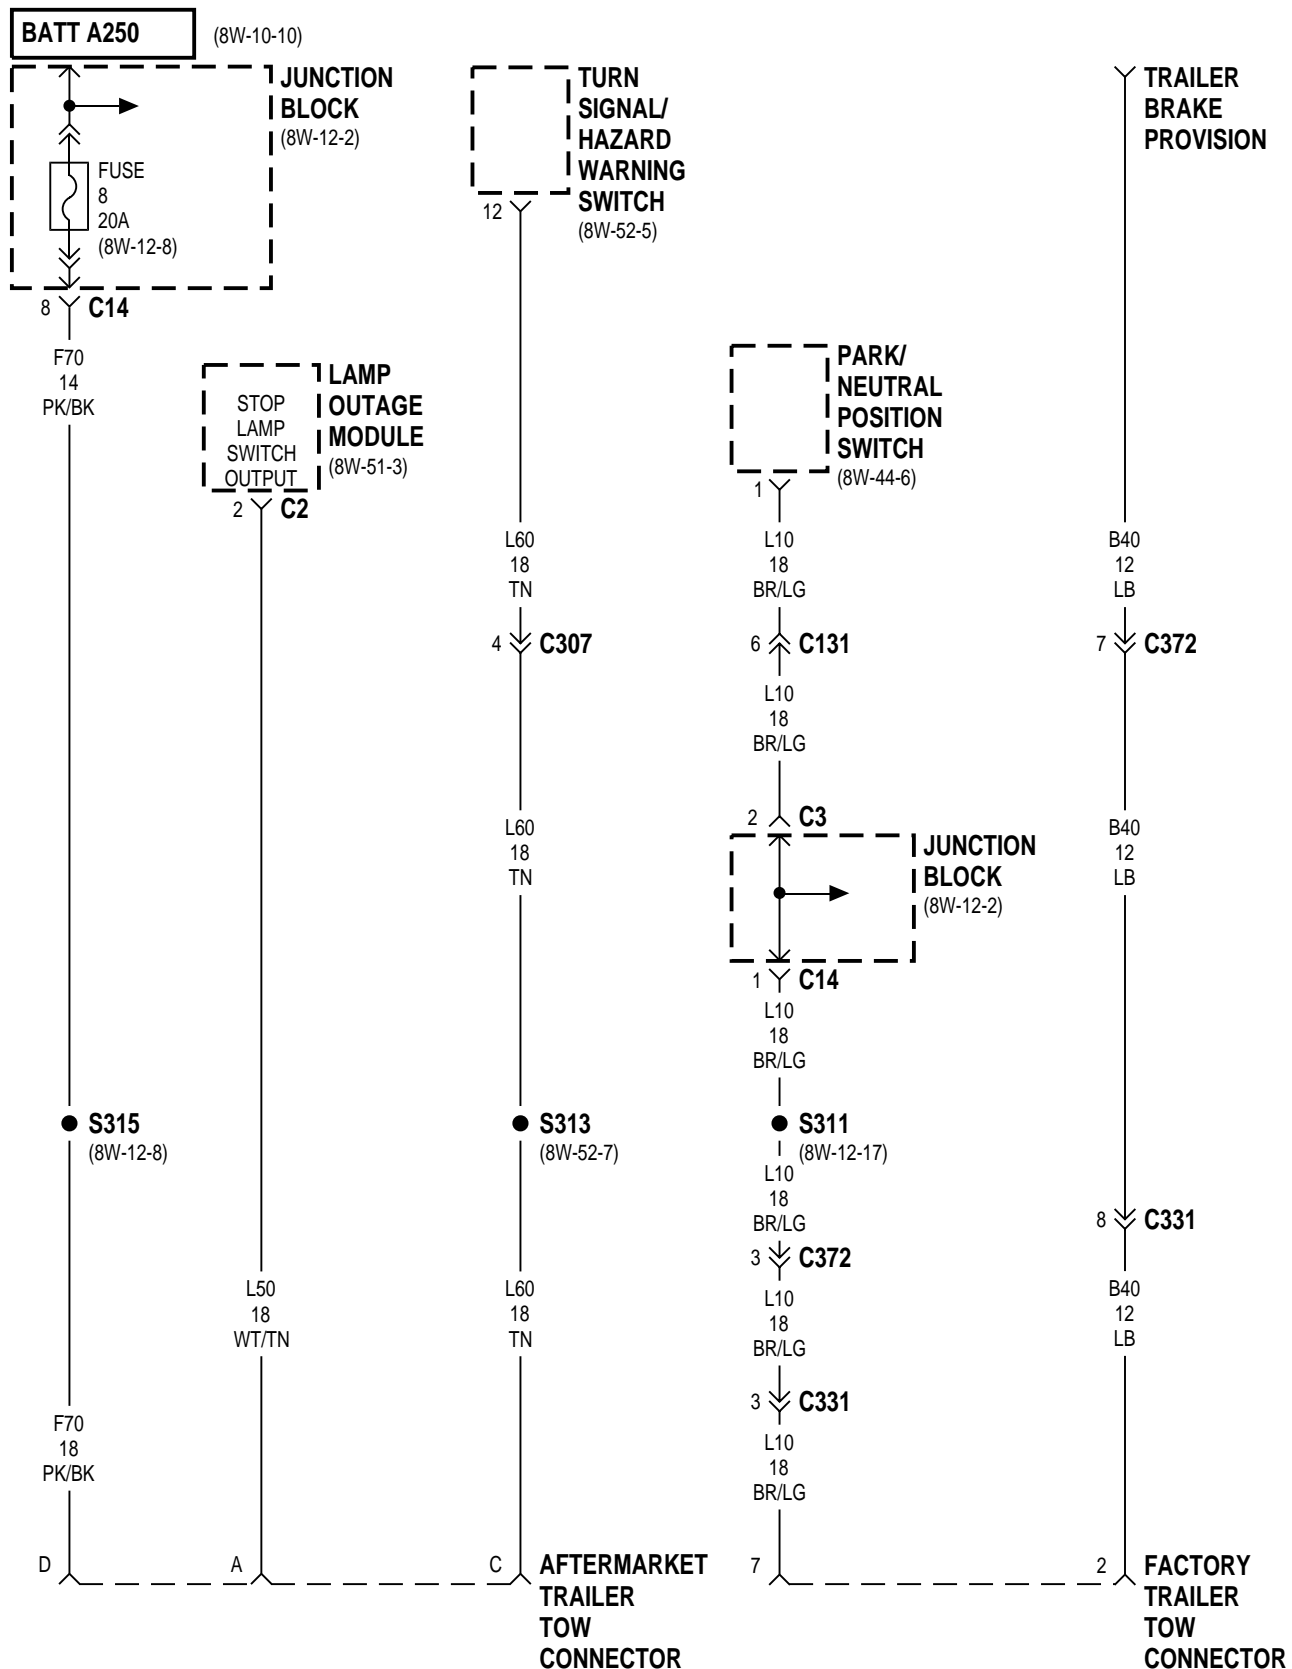 BATT A250
(8W-10-10)
JUNCTION
BLOCK
(8W-12-2)
FUSE
8
20A
(8W-12-8)
8
C14
F70
14
PK/BK
STOP
LAMP
SWITCH
OUTPUT
LAMP
OUTAGE
MODULE
(8W-51-3)
2
C2
TURN
SIGNAL/
HAZARD
WARNING
SWITCH
(8W-52-5)
12
L60
18
TN
4
C307
L60
18
TN
PARK/
NEUTRAL
POSITION
SWITCH
(8W-44-6)
1
L10
18
BR/LG
6
C131
L10
18
BR/LG
2
C3
JUNCTION
BLOCK
(8W-12-2)
1
C14
L10
18
BR/LG
TRAILER
BRAKE
PROVISION
B40
12
LB
7
C372
B40
12
LB
S315
(8W-12-8)
S313
(8W-52-7)
S311
(8W-12-17)
L10
18
BR/LG
3
C372
L10
18
BR/LG
3
C331
L10
18
BR/LG
8
C331
B40
12
LB
L50
18
WT/TN
L60
18
TN
F70
18
PK/BK
D
A
C
AFTERMARKET
TRAILER
TOW
CONNECTOR
7
2
FACTORY
TRAILER
TOW
CONNECTOR